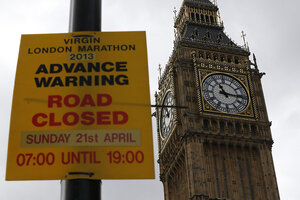 VIRGIN
LONDON MARATHON
2013
ADVANCE
WARNING
ROAD
CLOSED
SUNDAY 21st APRIL
07:00 UNTIL 19:00